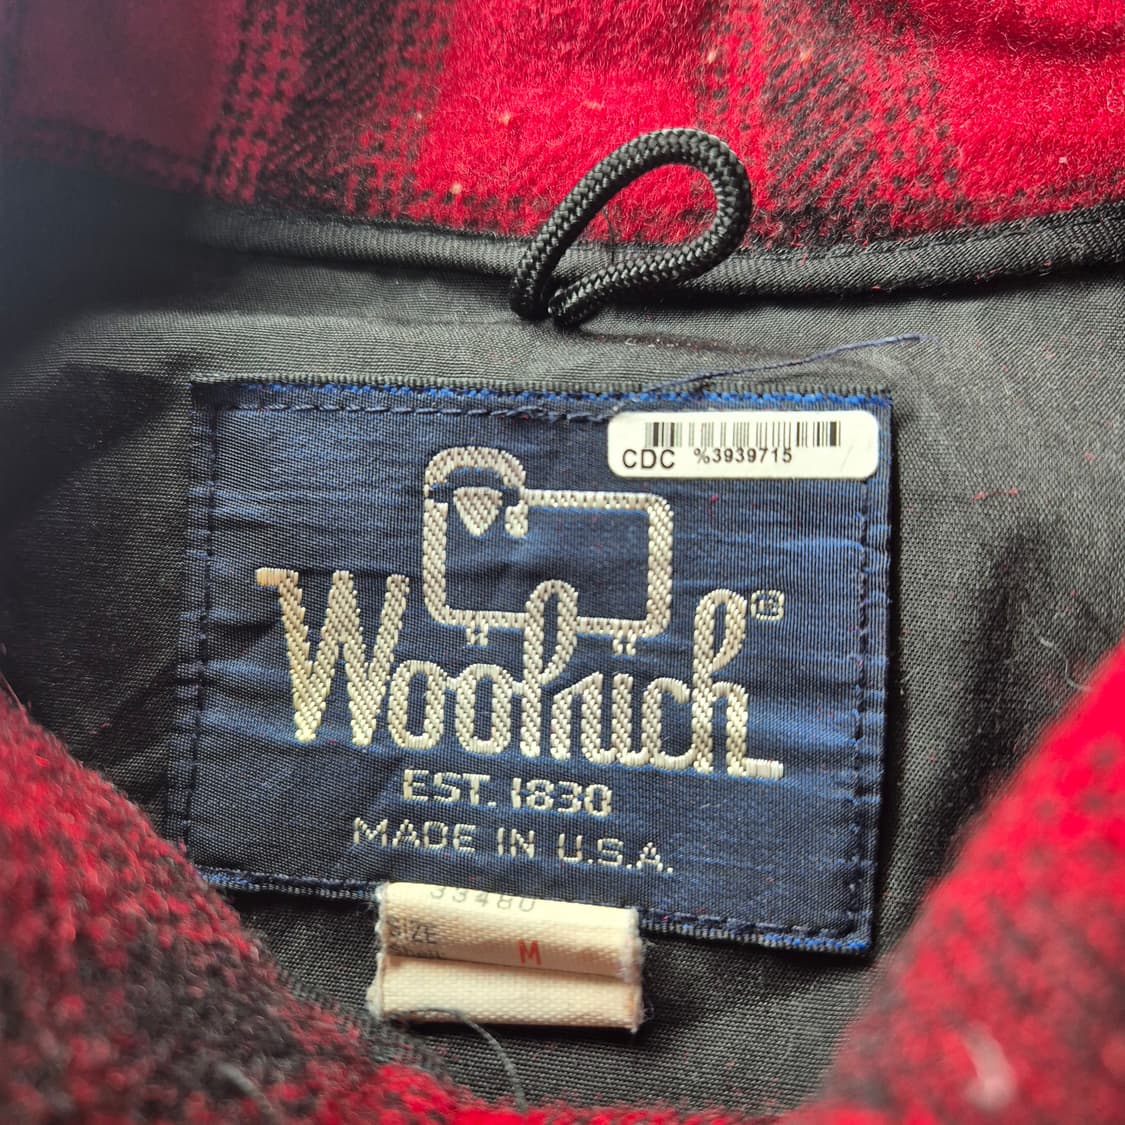 CDC %3939715
Woolrich®
EST. 1830
MADE IN U.S.A.
33480
SIZE
M